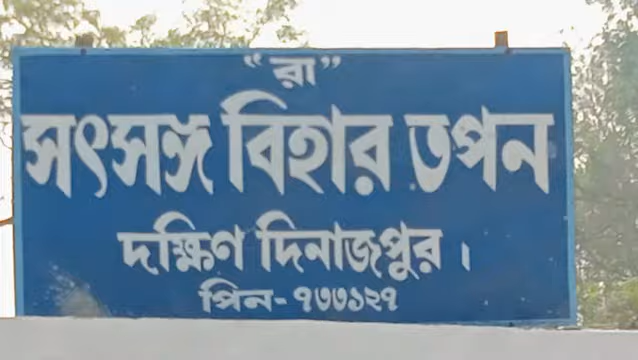 “রা”
সৎসঙ্গ বিহার তপন
দক্ষিণ দিনাজপুর।
পিন-৭৩৩১২৭